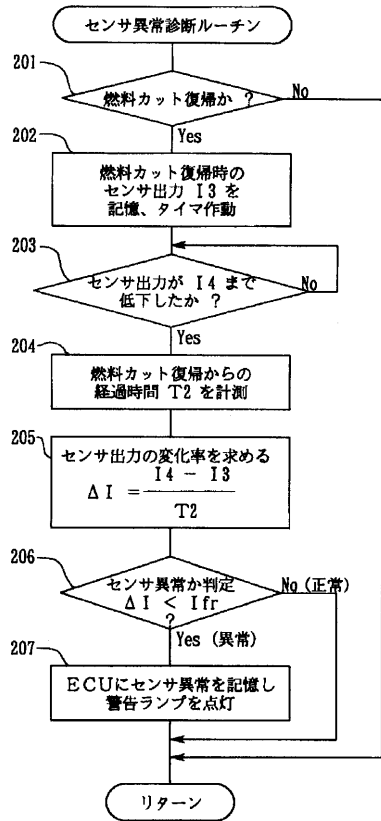 センサ異常診断ルーチン
201
燃料カット復帰か ?
No
Yes
202
燃料カット復帰時の
センサ出力 I3 を
記憶、タイマ作動
203
センサ出力が I4 まで
低下したか ?
No
Yes
204
燃料カット復帰からの
経過時間 T2 を計測
205
センサ出力の変化率を求める
ΔI = (I4 - I3) / T2
206
センサ異常か判定
ΔI < Ifr
?
No (正常)
Yes (異常)
207
ECUにセンサ異常を記憶し
警告ランプを点灯
リターン